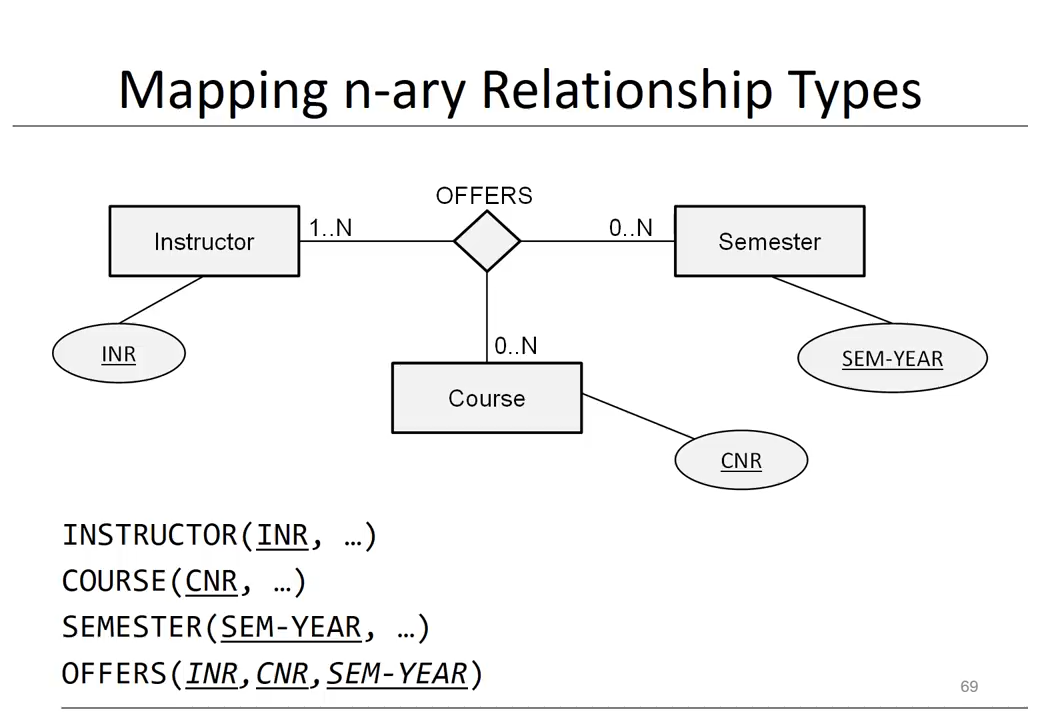 Mapping n-ary Relationship Types
OFFERS
Instructor
1..N
0..N
Semester
INR
0..N
SEM-YEAR
Course
CNR
INSTRUCTOR(INR, …)
COURSE(CNR, …)
SEMESTER(SEM-YEAR, …)
OFFERS(INR,CNR,SEM-YEAR)
69